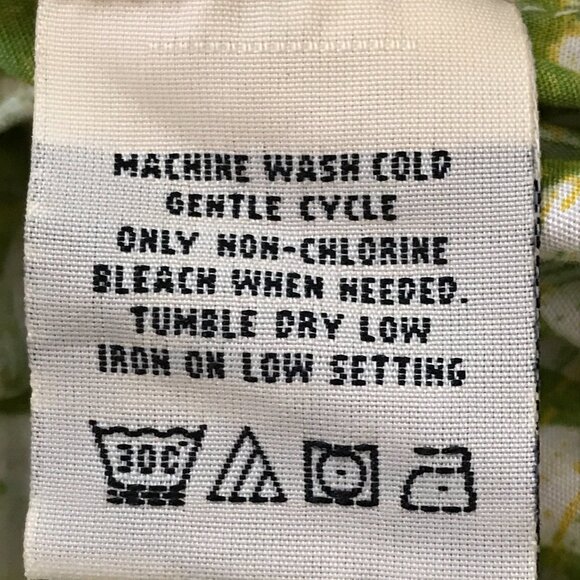 MACHINE WASH COLD
GENTLE CYCLE
ONLY NON-CHLORINE
BLEACH WHEN NEEDED.
TUMBLE DRY LOW
IRON ON LOW SETTING
30C